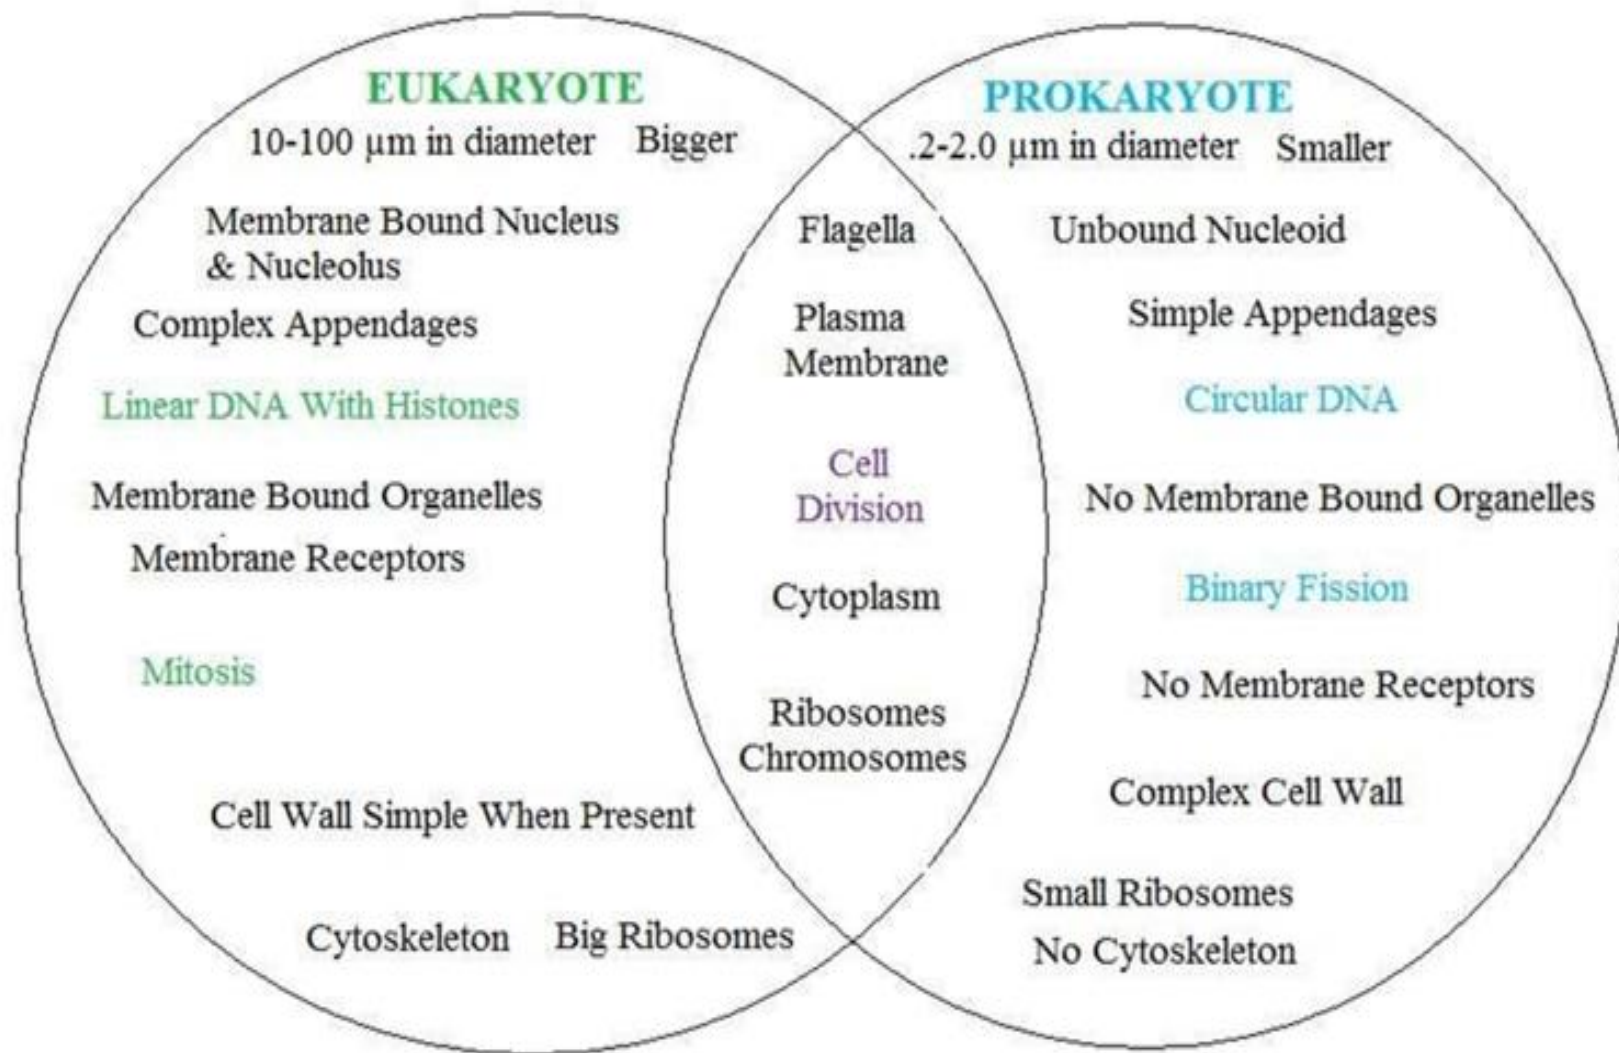 EUKARYOTE
10-100 µm in diameter Bigger
Membrane Bound Nucleus
& Nucleolus
Complex Appendages
Linear DNA With Histones
Membrane Bound Organelles
Membrane Receptors
Mitosis
Cell Wall Simple When Present
Cytoskeleton Big Ribosomes
Flagella
Plasma
Membrane
Cell
Division
Cytoplasm
Ribosomes
Chromosomes
PROKARYOTE
.2-2.0 µm in diameter Smaller
Unbound Nucleoid
Simple Appendages
Circular DNA
No Membrane Bound Organelles
Binary Fission
No Membrane Receptors
Complex Cell Wall
Small Ribosomes
No Cytoskeleton